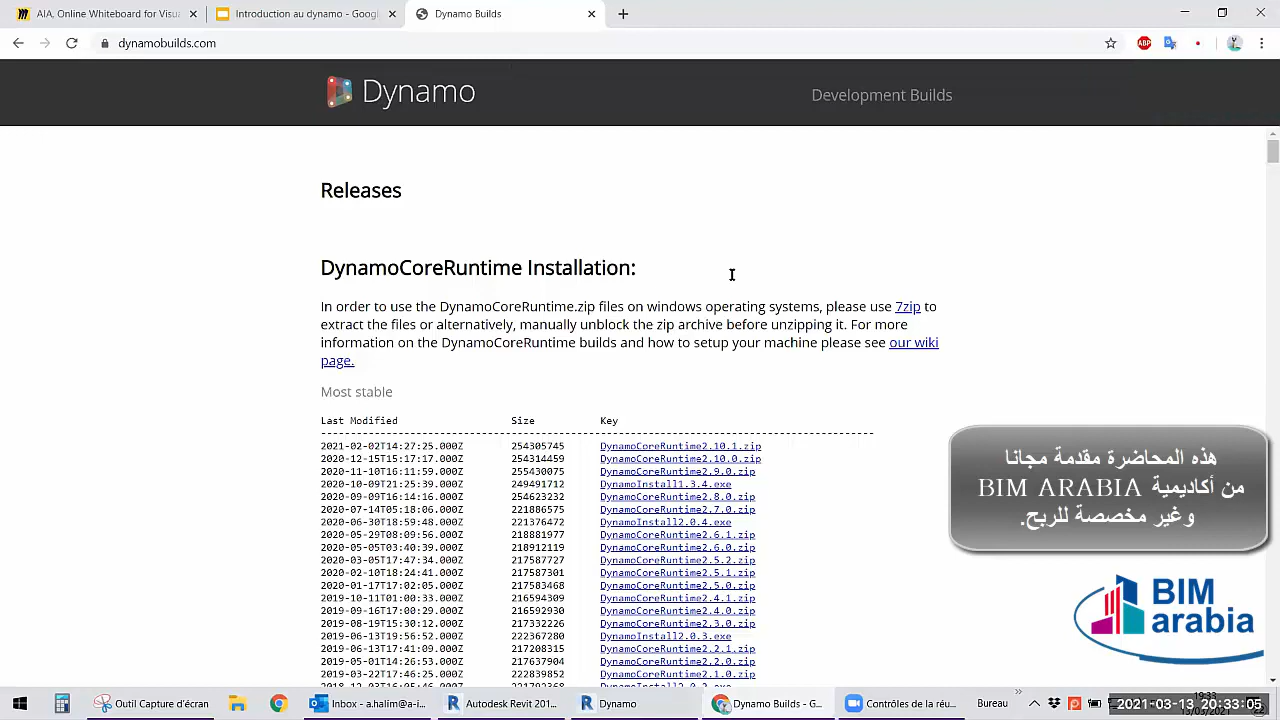 AIA, Online Whiteboard for Visua
Introduction au dynamo - Googl
Dynamo Builds
dynamobuilds.com
ABP
Dynamo
Development Builds
Releases
DynamoCoreRuntime Installation:
In order to use the DynamoCoreRuntime.zip files on windows operating systems, please use 7zip to
extract the files or alternatively, manually unblock the zip archive before unzipping it. For more
information on the DynamoCoreRuntime builds and how to setup your machine please see our wiki
page.
Most stable
Last Modified Size Key
2021-02-02T14:27:25.000Z 254305745 DynamoCoreRuntime2.10.1.zip
2020-12-15T15:17:17.000Z 254314459 DynamoCoreRuntime2.10.0.zip
2020-11-10T16:11:59.000Z 255430075 DynamoCoreRuntime2.9.0.zip
2020-10-09T21:25:39.000Z 249491712 DynamoInstall1.3.4.exe
2020-09-09T16:14:16.000Z 254623232 DynamoCoreRuntime2.8.0.zip
2020-07-14T05:18:06.000Z 221886575 DynamoCoreRuntime2.7.0.zip
2020-06-30T18:59:48.000Z 221376472 DynamoInstall2.0.4.exe
2020-05-29T08:09:56.000Z 218881977 DynamoCoreRuntime2.6.1.zip
2020-05-05T03:40:39.000Z 218912119 DynamoCoreRuntime2.6.0.zip
2020-03-05T17:47:34.000Z 217587727 DynamoCoreRuntime2.5.2.zip
2020-02-10T18:24:41.000Z 217587301 DynamoCoreRuntime2.5.1.zip
2020-01-17T17:02:05.000Z 217583468 DynamoCoreRuntime2.5.0.zip
2019-10-11T01:00:33.000Z 216594309 DynamoCoreRuntime2.4.1.zip
2019-09-16T17:00:29.000Z 216592930 DynamoCoreRuntime2.4.0.zip
2019-08-19T15:30:12.000Z 217332226 DynamoCoreRuntime2.3.0.zip
2019-06-13T19:56:52.000Z 222367280 DynamoInstall2.0.3.exe
2019-06-13T17:41:09.000Z 217208315 DynamoCoreRuntime2.2.1.zip
2019-05-01T14:26:53.000Z 217637904 DynamoCoreRuntime2.2.0.zip
2019-03-22T17:46:25.000Z 222839852 DynamoCoreRuntime2.1.0.zip
هذه المحاضرة مقدمة مجانا
من أكاديمية BIM ARABIA
وغير مخصصة للربح.
BIM
arabia
Outil Capture d'écran
Inbox - shalim@a-i...
Autodesk Revit 201...
Dynamo
Dynamo Builds - G...
Contrôles de la réu...
Bureau
19:33
2021-03-13 20:33:05